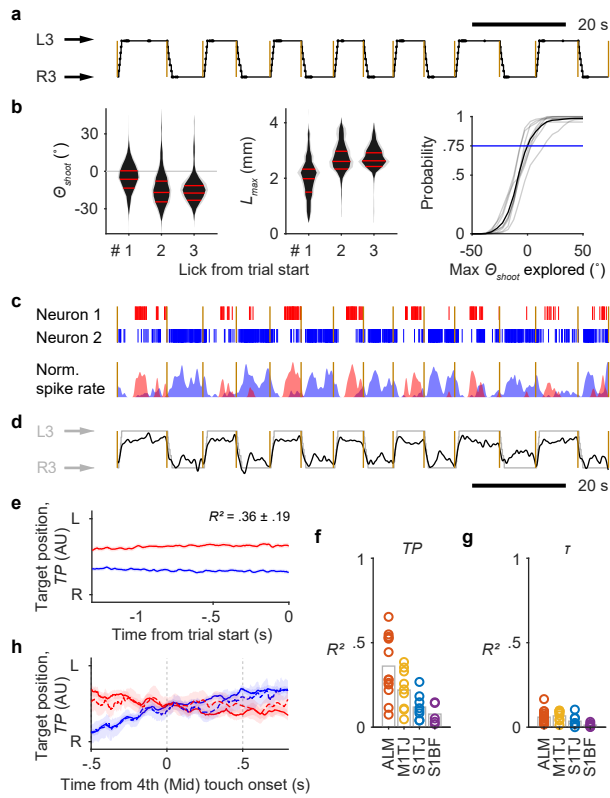 a
20 s
L3
R3
b
Θshoot (°)
30
0
-30
# 1 2 3
Lmax (mm)
4
2
0
# 1 2 3
Lick from trial start
Probability
1
.75
.5
0
-50 0 50
Max Θshoot explored (°)
c
Neuron 1
Neuron 2
Norm.
spike rate
d
L3
R3
20 s
e
Target position,
TP (AU)
L
R
R² = .36 ± .19
-1 -.5 0
Time from trial start (s)
f
TP
R²
1
.5
0
ALM
M1TJ
S1TJ
S1BF
g
τ
R²
1
.5
0
ALM
M1TJ
S1TJ
S1BF
h
Target position,
TP (AU)
L
R
-.5 0 .5
Time from 4th (Mid) touch onset (s)